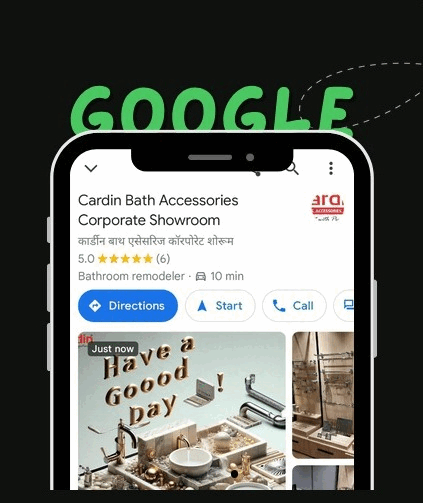 GOOGLE
Cardin Bath Accessories
Corporate Showroom
कार्डीन बाथ एसेसरिज कॉरपोरेट शोरूम
5.0 ★★★★★ (6)
Bathroom remodeler · 10 min
Directions
Start
Call
Just now
Have a
Goood
Day !